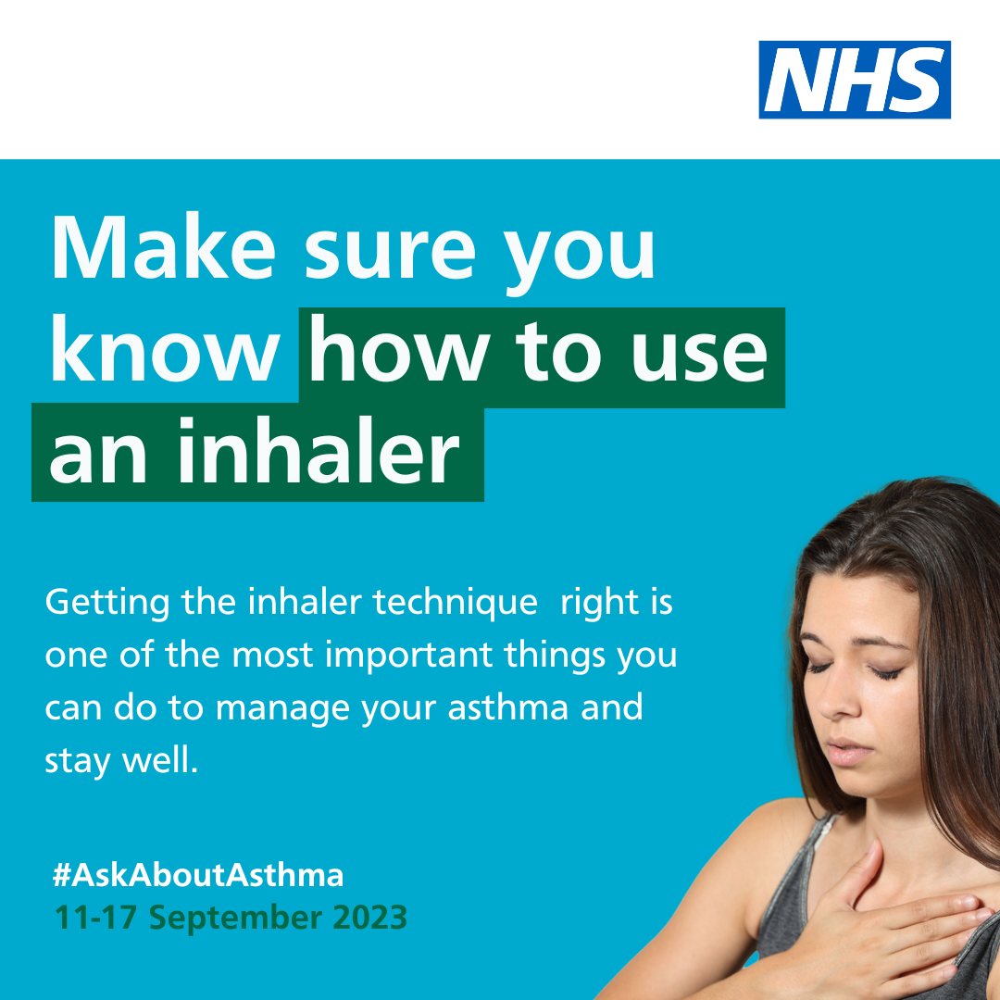 NHS
Make sure you
know how to use
an inhaler
Getting the inhaler technique  right is
one of the most important things you
can do to manage your asthma and
stay well.
#AskAboutAsthma
11-17 September 2023